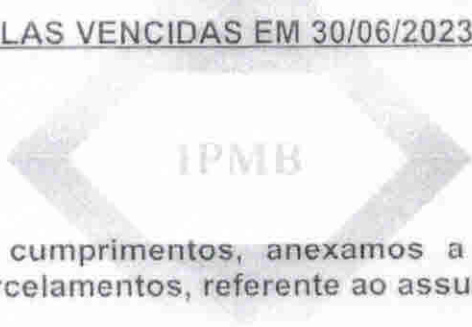 LAS VENCIDAS EM 30/06/2023
IPMB
cumprimentos, anexamos a
rcelamentos, referente ao assu